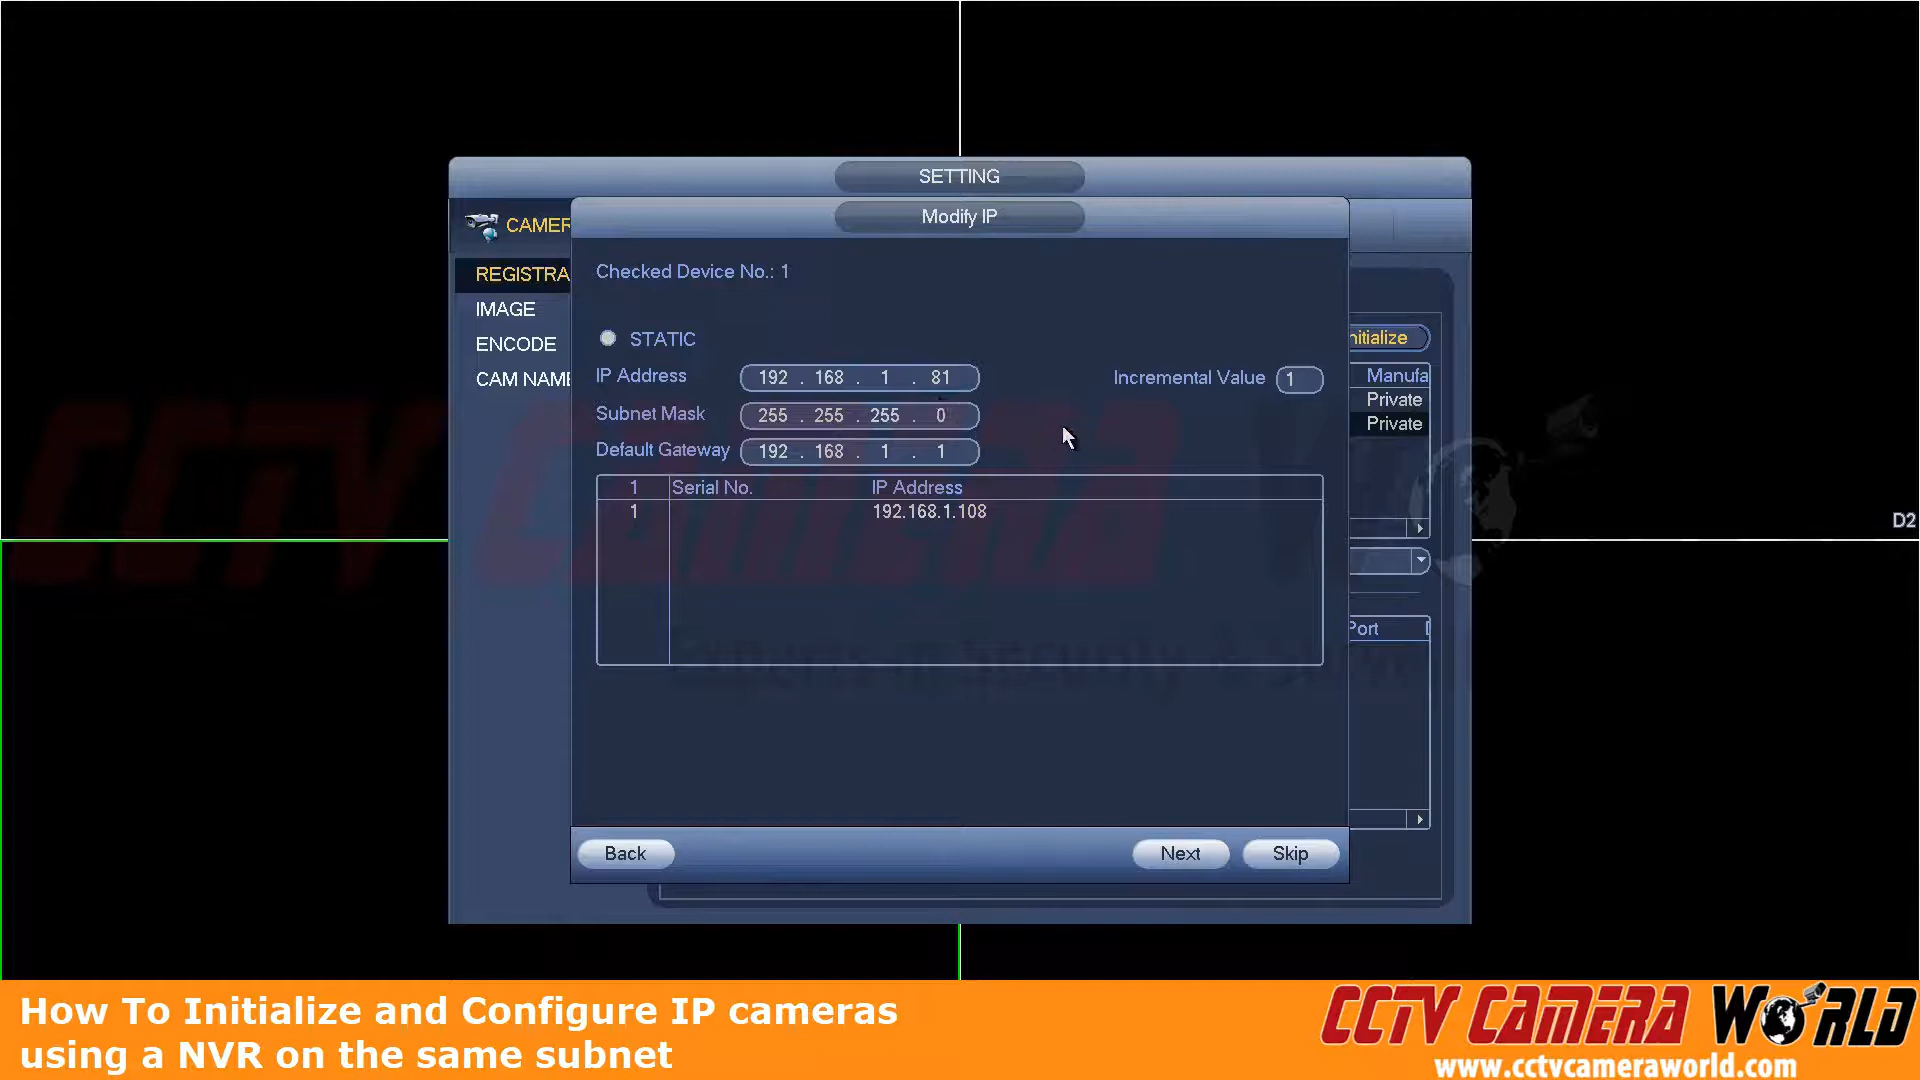 SETTING
CAMER
Modify IP
REGISTRA
IMAGE
ENCODE
CAM NAME
Checked Device No.: 1
STATIC
IP Address 192 . 168 . 1 . 81 Incremental Value 1
Subnet Mask 255 . 255 . 255 . 0
Default Gateway 192 . 168 . 1 . 1
1 Serial No. IP Address
1 192.168.1.108
nitialize
Manufa
Private
Private
Port
D2
Back Next Skip
CCTV CAMERA
How To Initialize and Configure IP cameras
using a NVR on the same subnet
CCTV CAMERA WORLD
www.cctvcameraworld.com